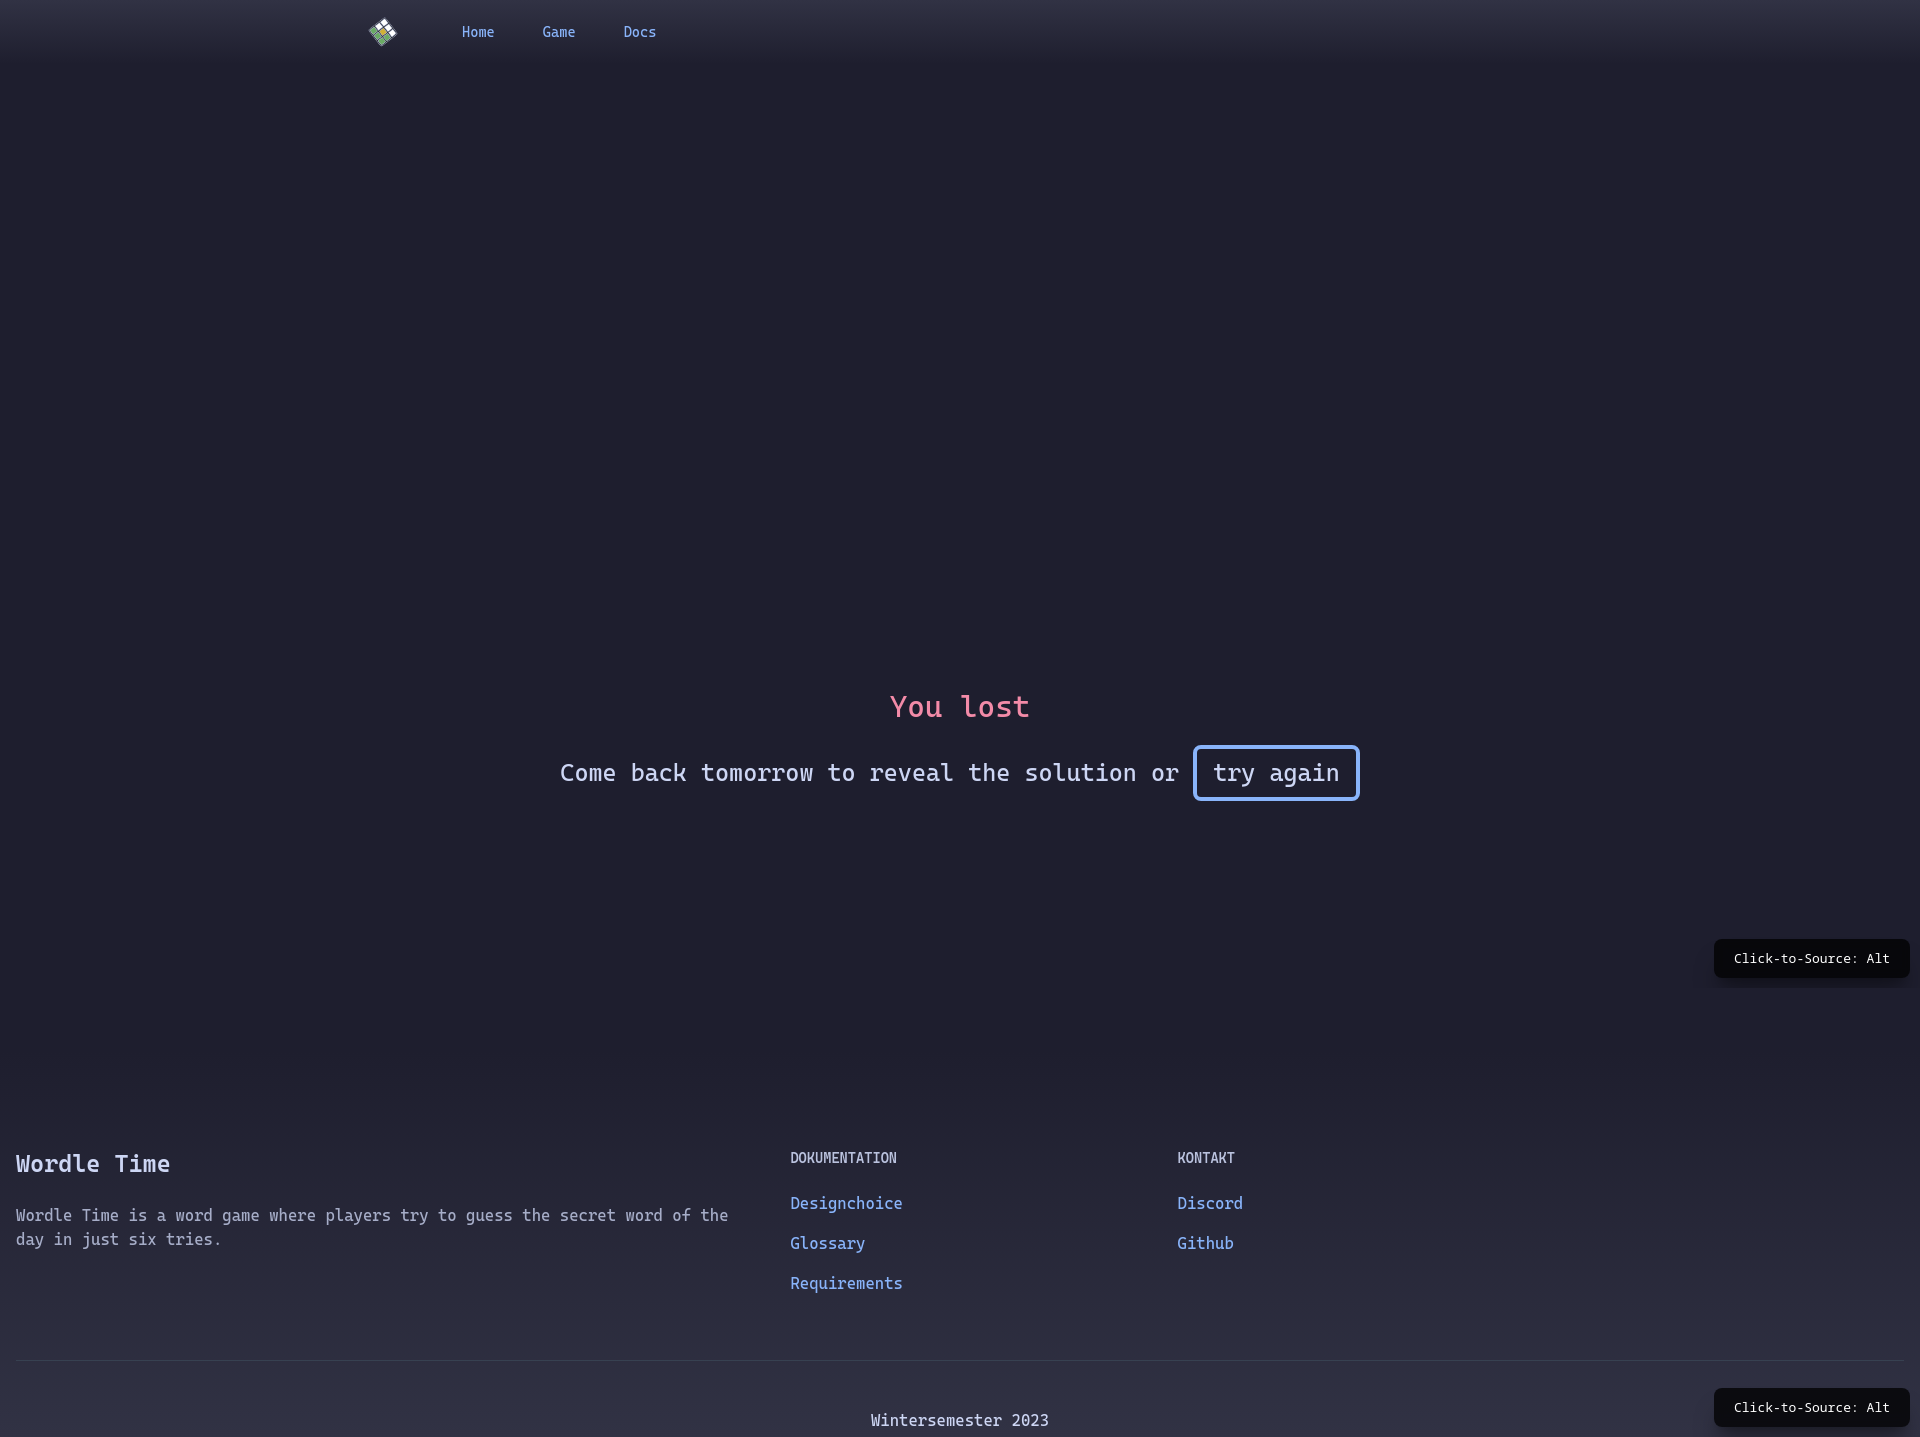 Home Game Docs
You lost
Come back tomorrow to reveal the solution or try again
Click-to-Source: Alt
Wordle Time
Wordle Time is a word game where players try to guess the secret word of the
day in just six tries.
DOKUMENTATION
Designchoice
Glossary
Requirements
KONTAKT
Discord
Github
Wintersemester 2023
Click-to-Source: Alt